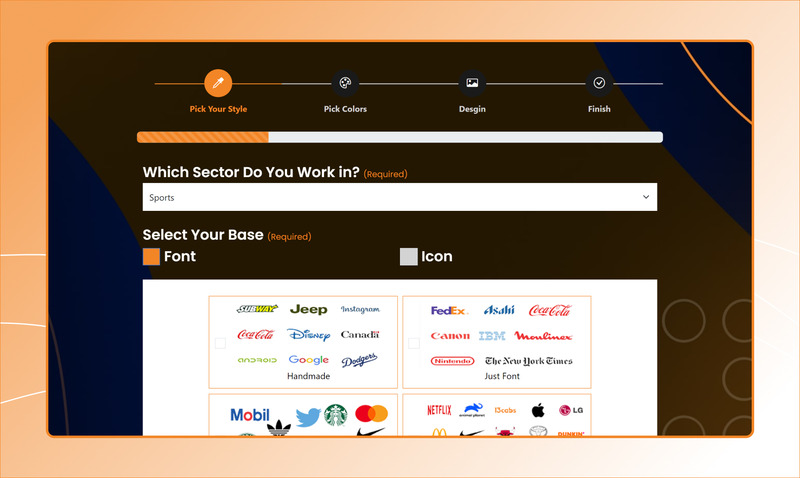 Pick Your Style
Pick Colors
Desgin
Finish
Which Sector Do You Work in? (Required)
Sports
Select Your Base (Required)
Font
Icon
SUBWAY Jeep Instagram
Coca-Cola Disney Canada
ANDROID Google Dodgers
Handmade
FedEx Asahi Coca-Cola
Canon IBM Moulinex
Nintendo The New York Times
Just Font
Mobil
NETFLIX animal planet LG
DUNKIN'